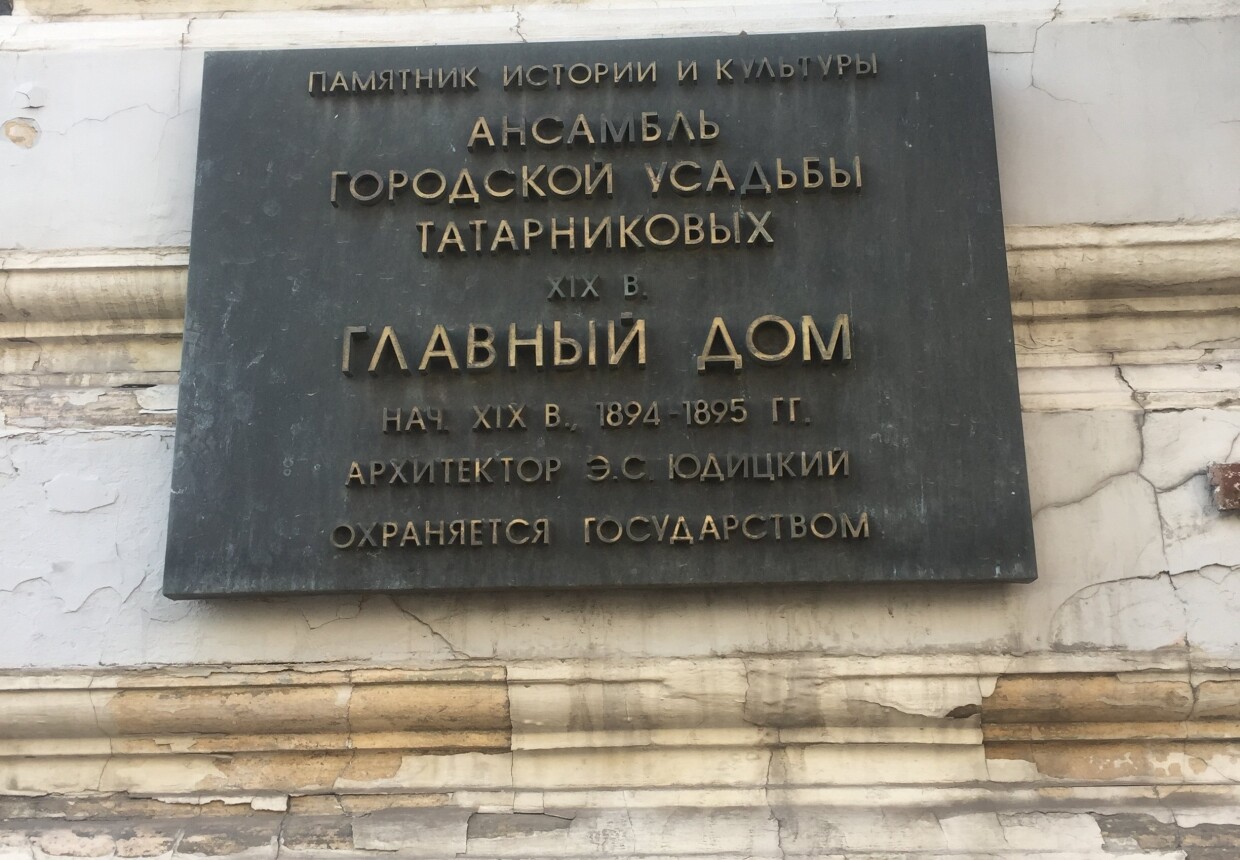 ПАМЯТНИК ИСТОРИИ И КУЛЬТУРЫ
АНСАМБЛЬ
ГОРОДСКОЙ УСАДЬБЫ
ТАТАРНИКОВЫХ
XIX В.
ГЛАВНЫЙ ДОМ
НАЧ. XIX В., 1894-1895 ГГ.
АРХИТЕКТОР Э.С. ЮДИЦКИЙ
ОХРАНЯЕТСЯ ГОСУДАРСТВОМ